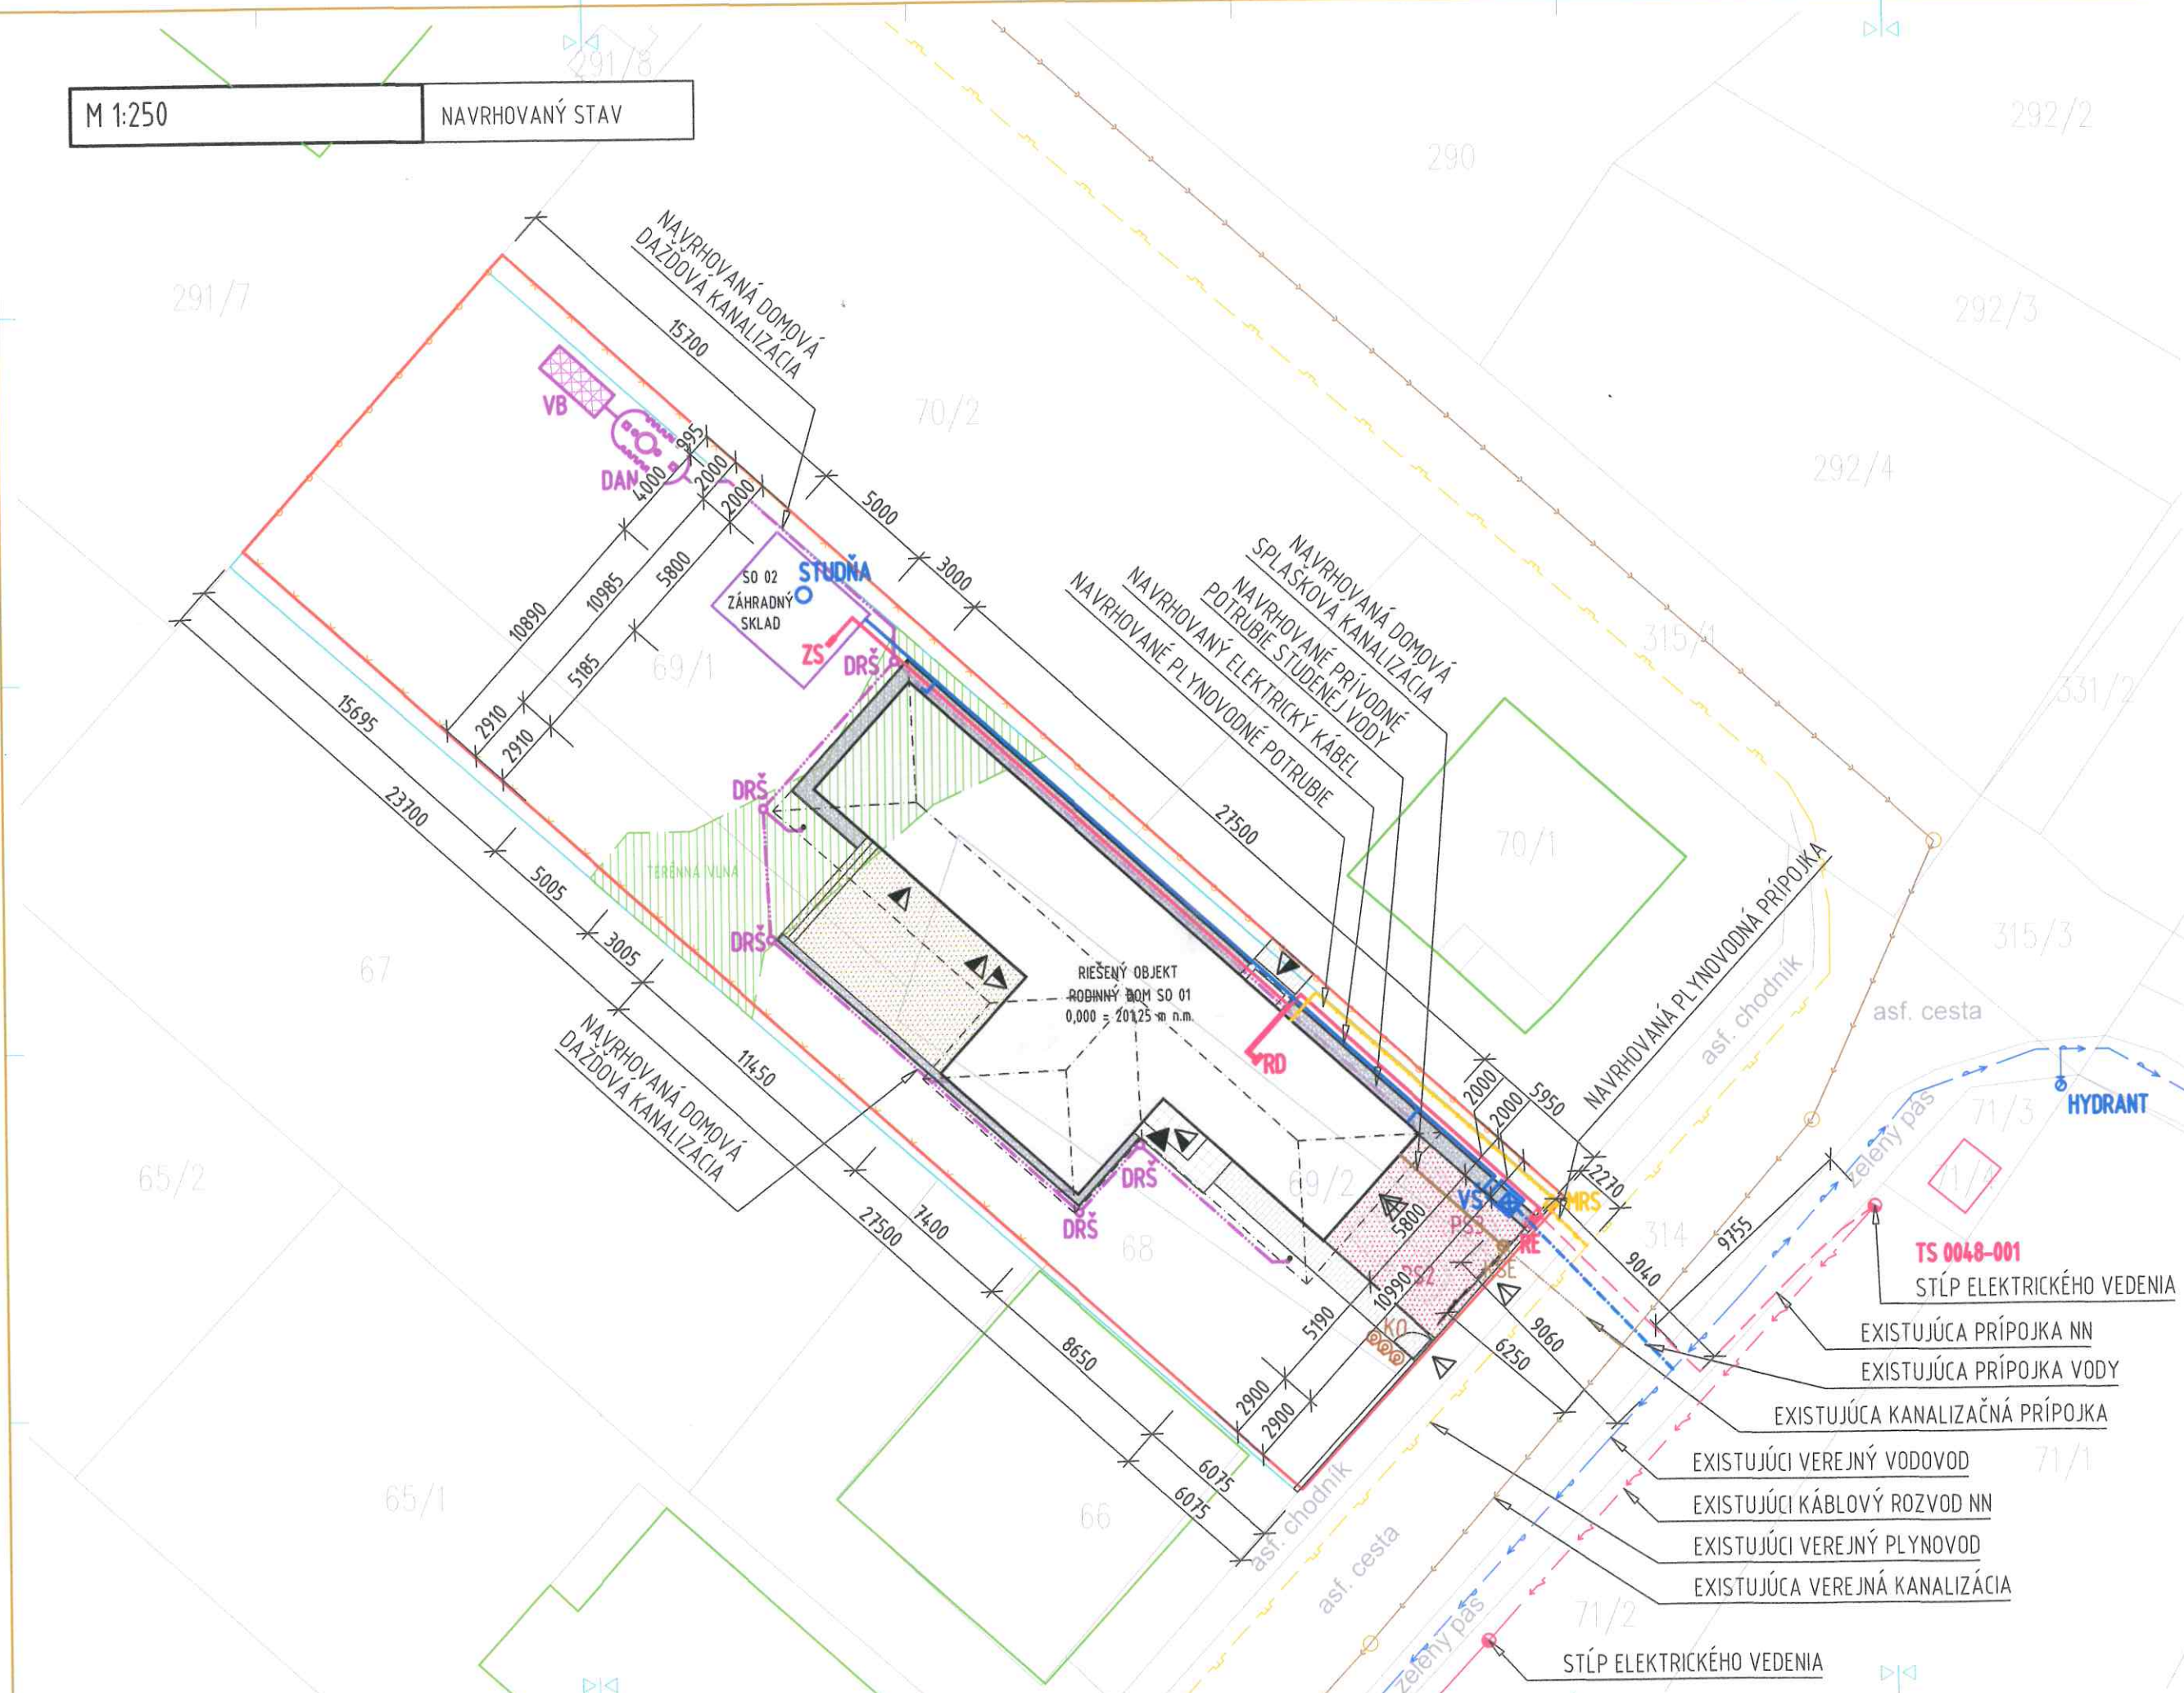 M 1:250
NAVRHOVANÝ STAV
291/8
292/2
290
291/7
292/3
70/2
292/4
NAVRHOVANÁ DOMOVÁ
DAŽĎOVÁ KANALIZÁCIA
15700
VB
DAN
995
4000
2000
2000
5000
3000
10890
10985
5800
5185
2910
2910
SO 02
ZÁHRADNÝ
SKLAD
STUDŇA
ZS
DRŠ
69/1
NAVRHOVANÁ DOMOVÁ
SPLAŠKOVÁ KANALIZÁCIA
NAVRHOVANÉ PRÍVODNÉ
POTRUBIE STUDENEJ VODY
NAVRHOVANÝ ELEKTRICKÝ KÁBEL
NAVRHOVANÉ PLYNOVODNÉ POTRUBIE
315/1
331/2
27500
70/1
15695
23700
DRŠ
TERÉNNA VLNA
5005
3005
DRŠ
67
RIEŠENÝ OBJEKT
RODINNÝ DOM SO 01
0,000 = 201,25 m n.m.
NAVRHOVANÁ PLYNOVODNÁ PRÍPOJKA
asf. chodník
315/3
asf. cesta
NAVRHOVANÁ DOMOVÁ
DAŽĎOVÁ KANALIZÁCIA
11450
RD
2000
2000
5950
HYDRANT
71/3
zelený pás
71/4
65/2
DRŠ
DRŠ
68
69/2
7400
27500
5800
VŠ
PS3
PS2
MRS
RE
2270
314
9755
9040
TS 0048-001
STĹP ELEKTRICKÉHO VEDENIA
10990
5190
KO
9060
6250
EXISTUJÚCA PRÍPOJKA NN
EXISTUJÚCA PRÍPOJKA VODY
8650
2900
2900
EXISTUJÚCA KANALIZAČNÁ PRÍPOJKA
EXISTUJÚCI VEREJNÝ VODOVOD
71/1
65/1
66
6075
6075
asf. chodník
EXISTUJÚCI KÁBLOVÝ ROZVOD NN
EXISTUJÚCI VEREJNÝ PLYNOVOD
asf. cesta
EXISTUJÚCA VEREJNÁ KANALIZÁCIA
71/2
zelený pás
STĹP ELEKTRICKÉHO VEDENIA